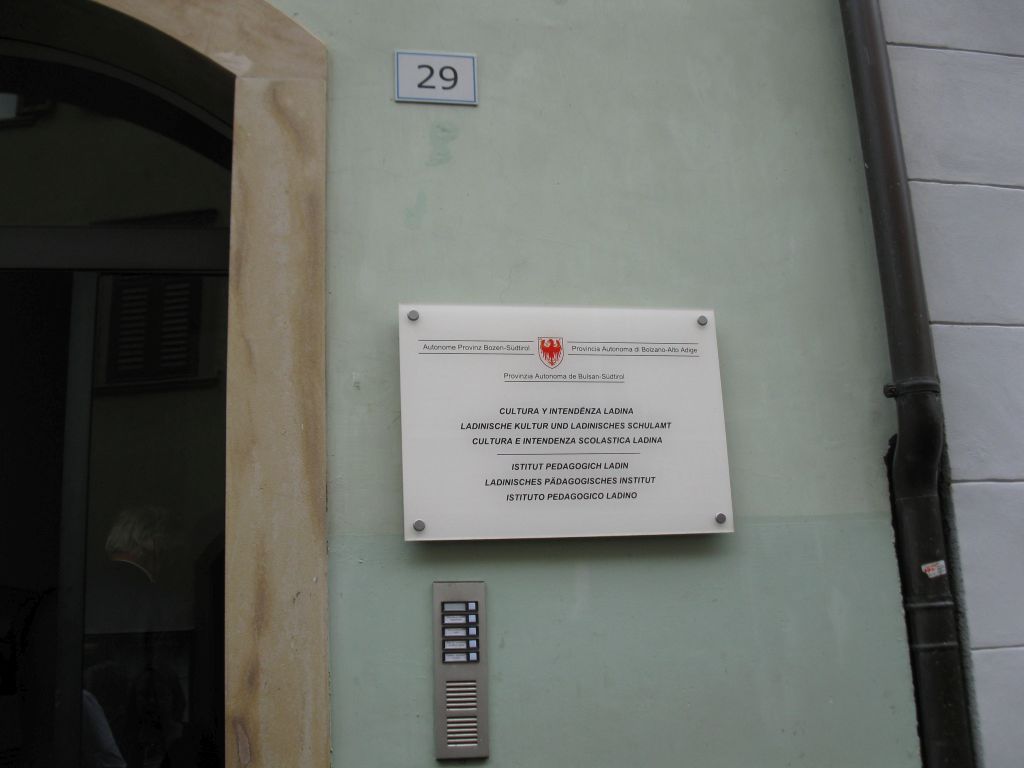 29
Autonome Provinz Bozen-Südtirol Provincia Autonoma di Bolzano-Alto Adige
Provinzia Autonoma de Bulsan-Südtirol
CULTURA Y INTENDËNZA LADINA
LADINISCHE KULTUR UND LADINISCHES SCHULAMT
CULTURA E INTENDENZA SCOLASTICA LADINA
ISTITUT PEDAGOGICH LADIN
LADINISCHES PÄDAGOGISCHES INSTITUT
ISTITUTO PEDAGOGICO LADINO